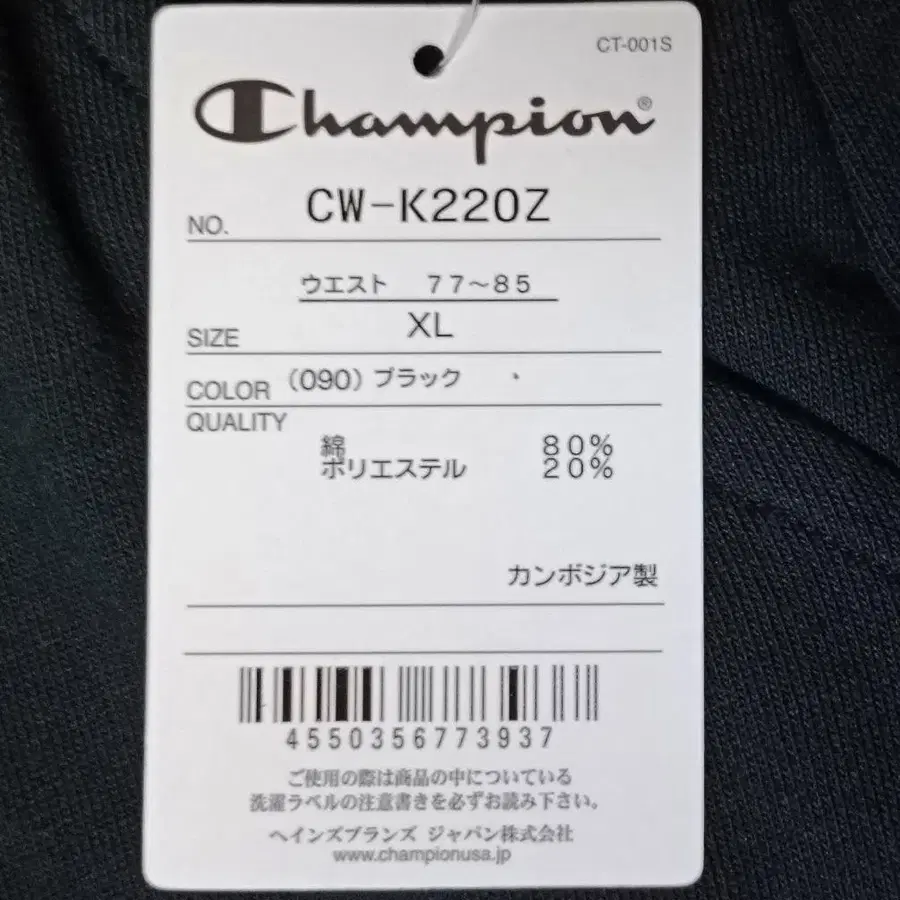 CT-001S
Champion®
NO. CW-K220Z
ウエスト 77～85
SIZE XL
COLOR (090) ブラック
QUALITY
綿 80%
ポリエステル 20%
カンボジア製
4550356773937
ご使用の際は商品の中についている
洗濯ラベルの注意書きを必ずお読み下さい。
ヘインズブランズ ジャパン株式会社
www.championusa.jp